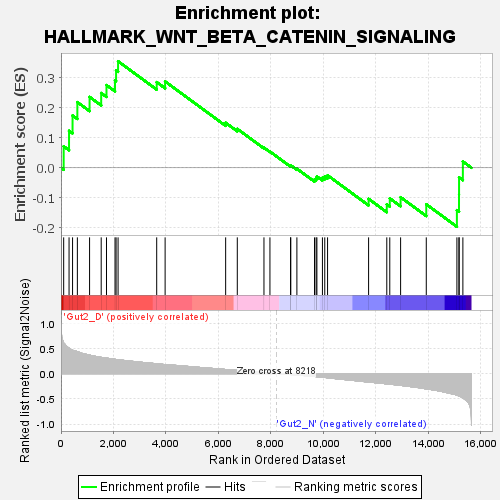 Enrichment plot:
HALLMARK_WNT_BETA_CATENIN_SIGNALING
Enrichment score (ES)
0.3
0.2
0.1
0.0
-0.1
-0.2
'Gut2_D' (positively correlated)
Ranked list metric (Signal2Noise)
1.0
0.5
0.0
-0.5
-1.0
Zero cross at 8218
'Gut2_N' (negatively correlated)
0
2,000
4,000
6,000
8,000
10,000
12,000
14,000
16,000
Rank in Ordered Dataset
Enrichment profile
Hits
Ranking metric scores